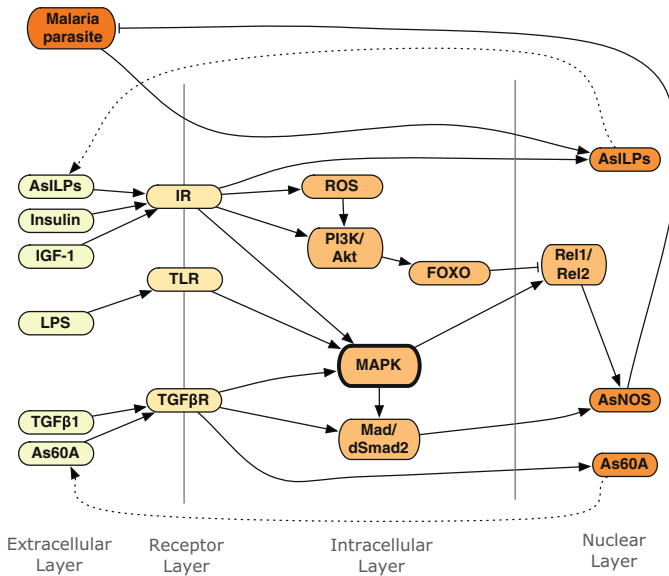 Malaria
parasite
AsILPs
AsILPs
IR
ROS
Insulin
IGF-1
PI3K/
Akt
FOXO
Rel1/
Rel2
TLR
LPS
MAPK
TGFβR
AsNOS
TGFβ1
As60A
Mad/
dSmad2
As60A
Extracellular
Layer
Receptor
Layer
Intracellular
Layer
Nuclear
Layer